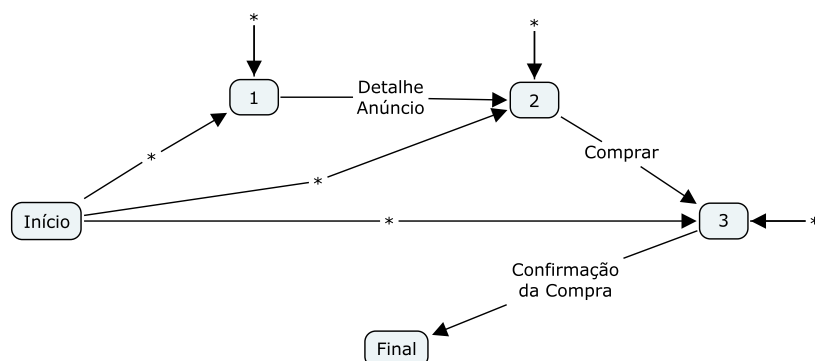 *
*
1
Detalhe
Anúncio
2
*
*
Comprar
Início
*
3
*
Confirmação
da Compra
Final